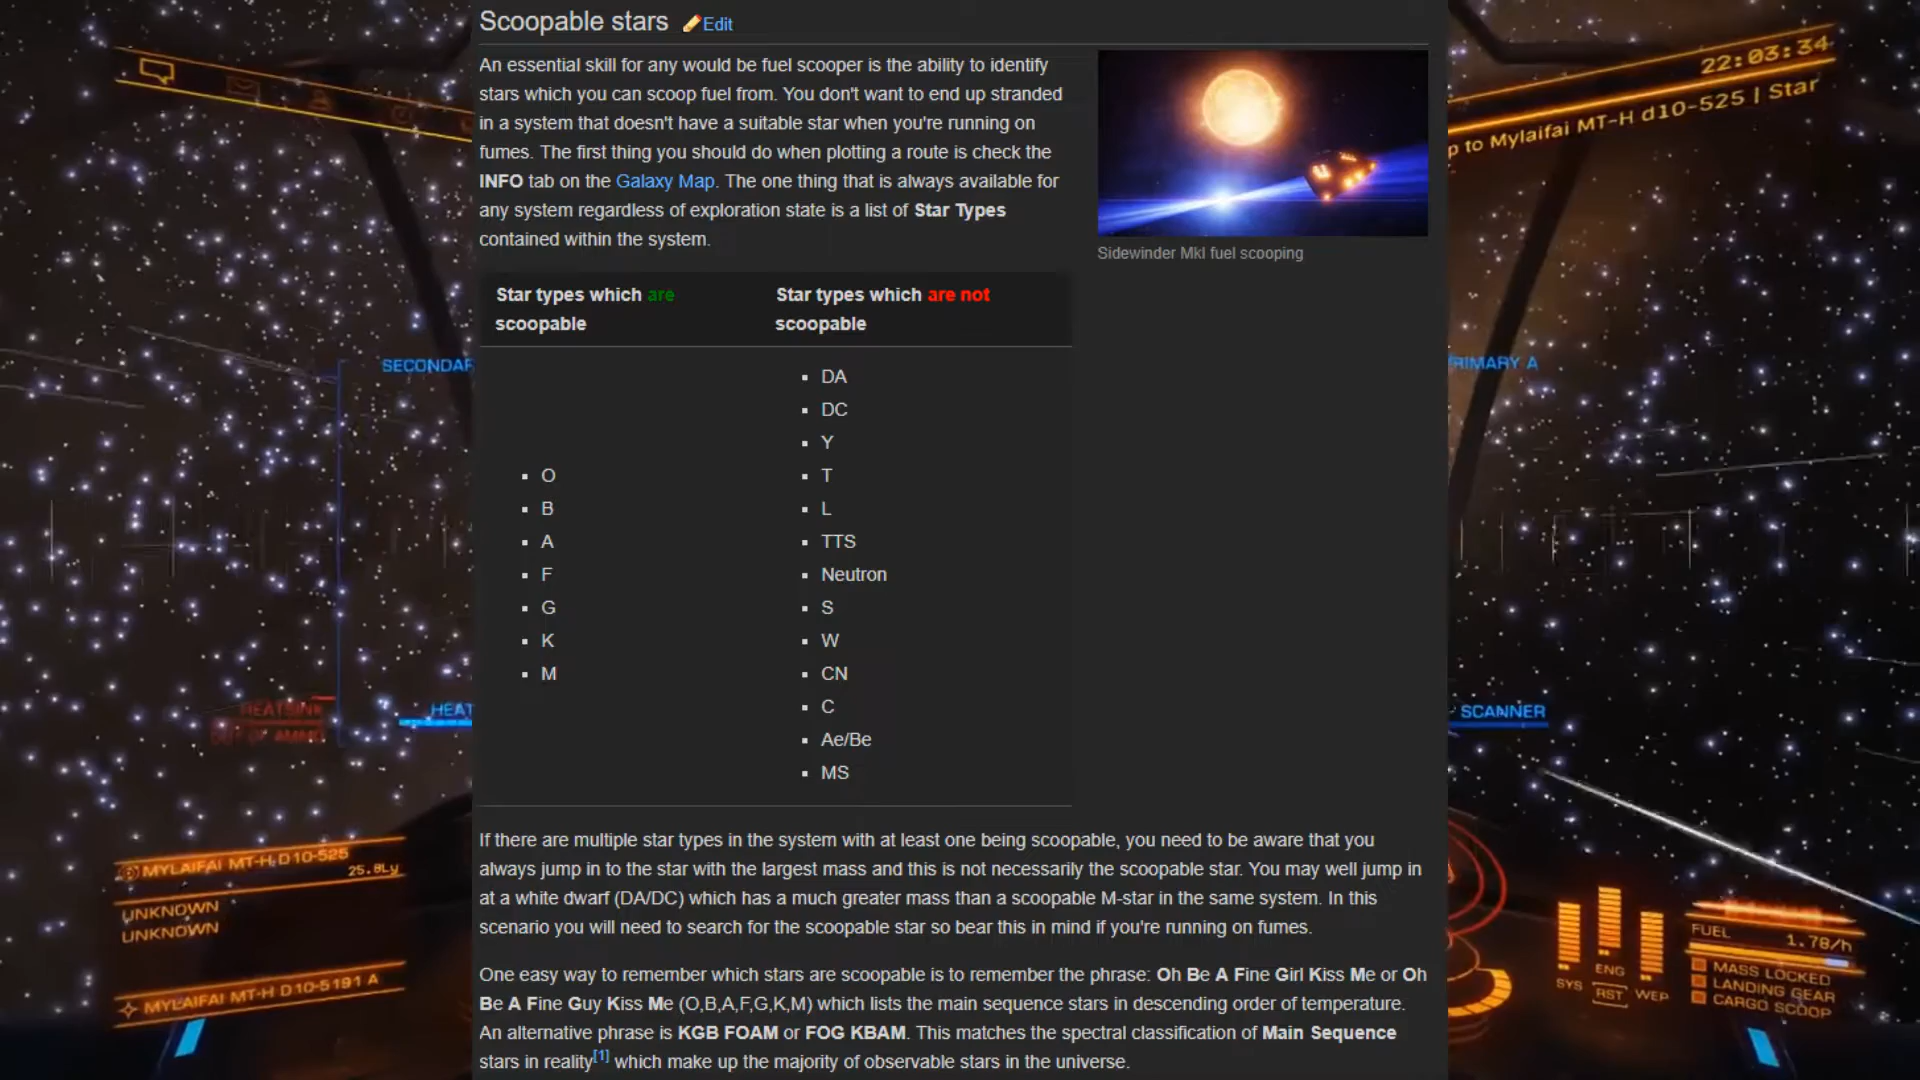 Scoopable stars Edit
An essential skill for any would be fuel scooper is the ability to identify
stars which you can scoop fuel from. You don't want to end up stranded
in a system that doesn't have a suitable star when you're running on
fumes. The first thing you should do when plotting a route is check the
INFO tab on the Galaxy Map. The one thing that is always available for
any system regardless of exploration state is a list of Star Types
contained within the system.
Sidewinder MkI fuel scooping
Star types which are
scoopable
Star types which are not
scoopable
O
B
A
F
G
K
M
DA
DC
Y
T
L
TTS
Neutron
S
W
CN
C
Ae/Be
MS
If there are multiple star types in the system with at least one being scoopable, you need to be aware that you
always jump in to the star with the largest mass and this is not necessarily the scoopable star. You may well jump in
at a white dwarf (DA/DC) which has a much greater mass than a scoopable M-star in the same system. In this
scenario you will need to search for the scoopable star so bear this in mind if you're running on fumes.
One easy way to remember which stars are scoopable is to remember the phrase: Oh Be A Fine Girl Kiss Me or Oh
Be A Fine Guy Kiss Me (O,B,A,F,G,K,M) which lists the main sequence stars in descending order of temperature.
An alternative phrase is KGB FOAM or FOG KBAM. This matches the spectral classification of Main Sequence
stars in reality[1] which make up the majority of observable stars in the universe.
SECONDAR
HEATSINK
OUT OF AMMO
HEAT
MYLAIFAI MT-H D10-525
25.8Ly
UNKNOWN
UNKNOWN
MYLAIFAI MT-H D10-5191 A
22:03:34
p to Mylaifai MT-H d10-525 | Star
RIMARY A
SCANNER
FUEL
1.78/h
MASS LOCKED
LANDING GEAR
CARGO SCOOP
SYS
ENG
RST
WEP